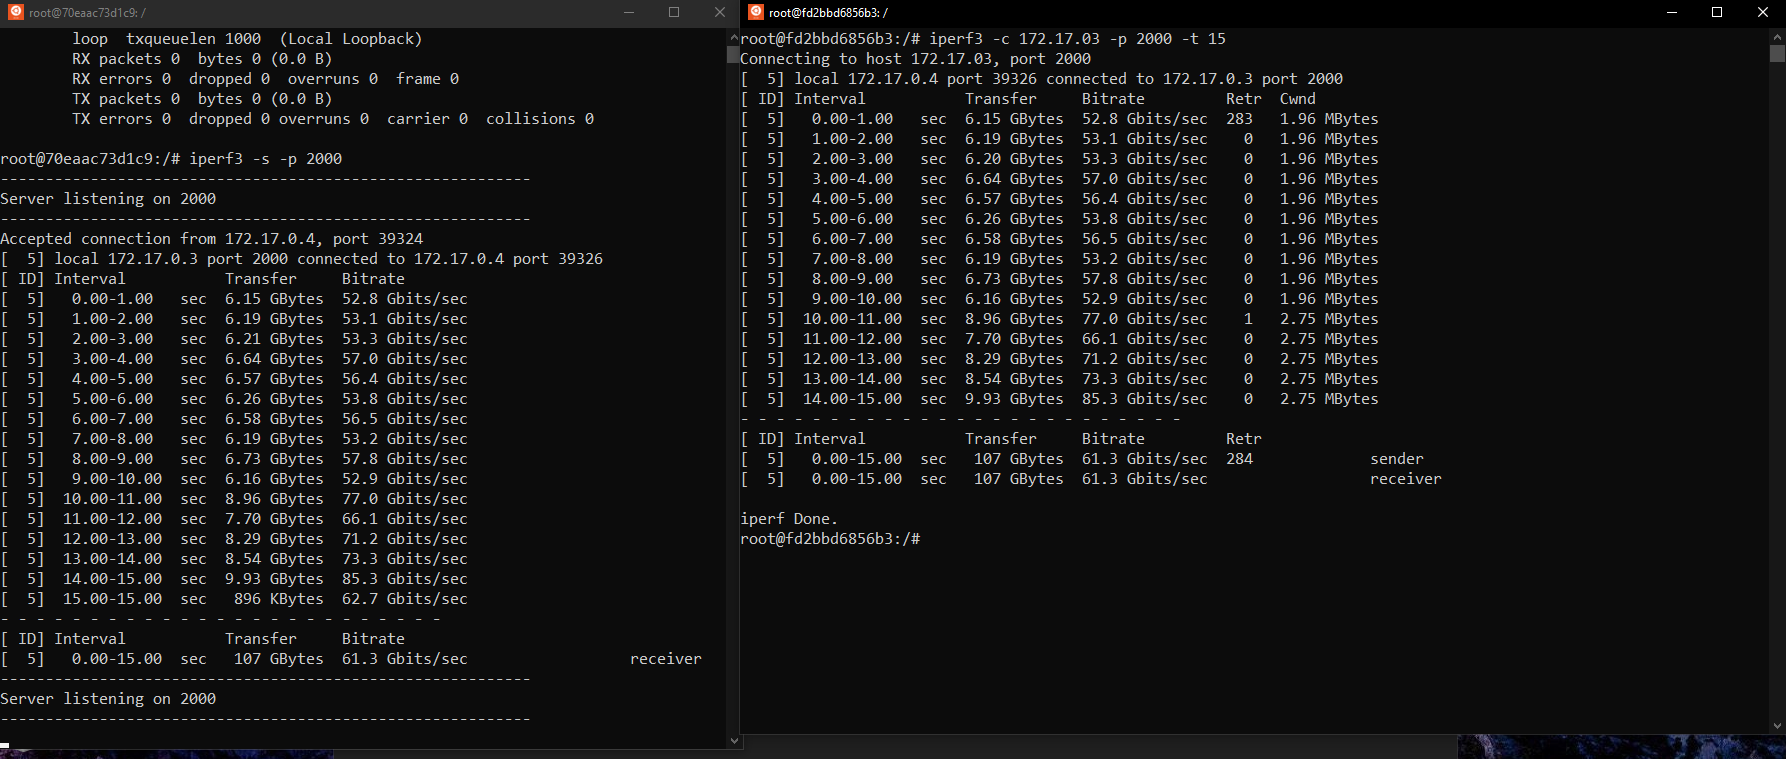 root@70eaac73d1c9: /
loop  txqueuelen 1000  (Local Loopback)
RX packets 0  bytes 0 (0.0 B)
RX errors 0  dropped 0  overruns 0  frame 0
TX packets 0  bytes 0 (0.0 B)
TX errors 0  dropped 0 overruns 0  carrier 0  collisions 0
root@70eaac73d1c9:/# iperf3 -s -p 2000
-----------------------------------------------------------
Server listening on 2000
-----------------------------------------------------------
Accepted connection from 172.17.0.4, port 39324
[  5] local 172.17.0.3 port 2000 connected to 172.17.0.4 port 39326
[ ID] Interval           Transfer     Bitrate
[  5]   0.00-1.00   sec  6.15 GBytes  52.8 Gbits/sec
[  5]   1.00-2.00   sec  6.19 GBytes  53.1 Gbits/sec
[  5]   2.00-3.00   sec  6.21 GBytes  53.3 Gbits/sec
[  5]   3.00-4.00   sec  6.64 GBytes  57.0 Gbits/sec
[  5]   4.00-5.00   sec  6.57 GBytes  56.4 Gbits/sec
[  5]   5.00-6.00   sec  6.26 GBytes  53.8 Gbits/sec
[  5]   6.00-7.00   sec  6.58 GBytes  56.5 Gbits/sec
[  5]   7.00-8.00   sec  6.19 GBytes  53.2 Gbits/sec
[  5]   8.00-9.00   sec  6.73 GBytes  57.8 Gbits/sec
[  5]   9.00-10.00  sec  6.16 GBytes  52.9 Gbits/sec
[  5]  10.00-11.00  sec  8.96 GBytes  77.0 Gbits/sec
[  5]  11.00-12.00  sec  7.70 GBytes  66.1 Gbits/sec
[  5]  12.00-13.00  sec  8.29 GBytes  71.2 Gbits/sec
[  5]  13.00-14.00  sec  8.54 GBytes  73.3 Gbits/sec
[  5]  14.00-15.00  sec  9.93 GBytes  85.3 Gbits/sec
[  5]  15.00-15.00  sec   896 KBytes  62.7 Gbits/sec
- - - - - - - - - - - - - - - - - - - - - - - - -
[ ID] Interval           Transfer     Bitrate
[  5]   0.00-15.00  sec   107 GBytes  61.3 Gbits/sec                  receiver
-----------------------------------------------------------
Server listening on 2000
-----------------------------------------------------------
root@fd2bbd6856b3: /
root@fd2bbd6856b3:/# iperf3 -c 172.17.03 -p 2000 -t 15
Connecting to host 172.17.03, port 2000
[  5] local 172.17.0.4 port 39326 connected to 172.17.0.3 port 2000
[ ID] Interval           Transfer     Bitrate         Retr  Cwnd
[  5]   0.00-1.00   sec  6.15 GBytes  52.8 Gbits/sec  283   1.96 MBytes
[  5]   1.00-2.00   sec  6.19 GBytes  53.1 Gbits/sec    0   1.96 MBytes
[  5]   2.00-3.00   sec  6.20 GBytes  53.3 Gbits/sec    0   1.96 MBytes
[  5]   3.00-4.00   sec  6.64 GBytes  57.0 Gbits/sec    0   1.96 MBytes
[  5]   4.00-5.00   sec  6.57 GBytes  56.4 Gbits/sec    0   1.96 MBytes
[  5]   5.00-6.00   sec  6.26 GBytes  53.8 Gbits/sec    0   1.96 MBytes
[  5]   6.00-7.00   sec  6.58 GBytes  56.5 Gbits/sec    0   1.96 MBytes
[  5]   7.00-8.00   sec  6.19 GBytes  53.2 Gbits/sec    0   1.96 MBytes
[  5]   8.00-9.00   sec  6.73 GBytes  57.8 Gbits/sec    0   1.96 MBytes
[  5]   9.00-10.00  sec  6.16 GBytes  52.9 Gbits/sec    0   1.96 MBytes
[  5]  10.00-11.00  sec  8.96 GBytes  77.0 Gbits/sec    1   2.75 MBytes
[  5]  11.00-12.00  sec  7.70 GBytes  66.1 Gbits/sec    0   2.75 MBytes
[  5]  12.00-13.00  sec  8.29 GBytes  71.2 Gbits/sec    0   2.75 MBytes
[  5]  13.00-14.00  sec  8.54 GBytes  73.3 Gbits/sec    0   2.75 MBytes
[  5]  14.00-15.00  sec  9.93 GBytes  85.3 Gbits/sec    0   2.75 MBytes
- - - - - - - - - - - - - - - - - - - - - - - - -
[ ID] Interval           Transfer     Bitrate         Retr
[  5]   0.00-15.00  sec   107 GBytes  61.3 Gbits/sec  284             sender
[  5]   0.00-15.00  sec   107 GBytes  61.3 Gbits/sec                  receiver
iperf Done.
root@fd2bbd6856b3:/#